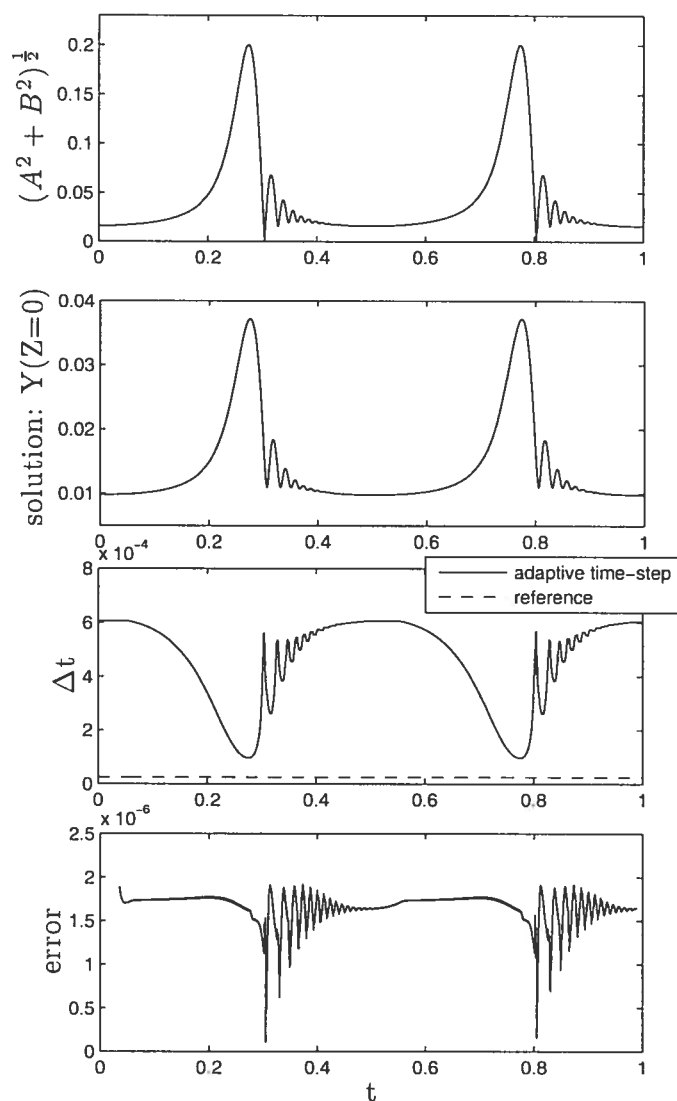 (A² + B²)^½
0.2
0.15
0.1
0.05
0
0 0.2 0.4 0.6 0.8 1
solution: Y(Z=0)
0.04
0.03
0.02
0.01
0 0.2 0.4 0.6 0.8 1
x 10⁻⁴
adaptive time-step
reference
Δt
8
6
4
2
0
0 0.2 0.4 0.6 0.8 1
x 10⁻⁶
error
2.5
2
1.5
1
0.5
0
0 0.2 0.4 0.6 0.8 1
t